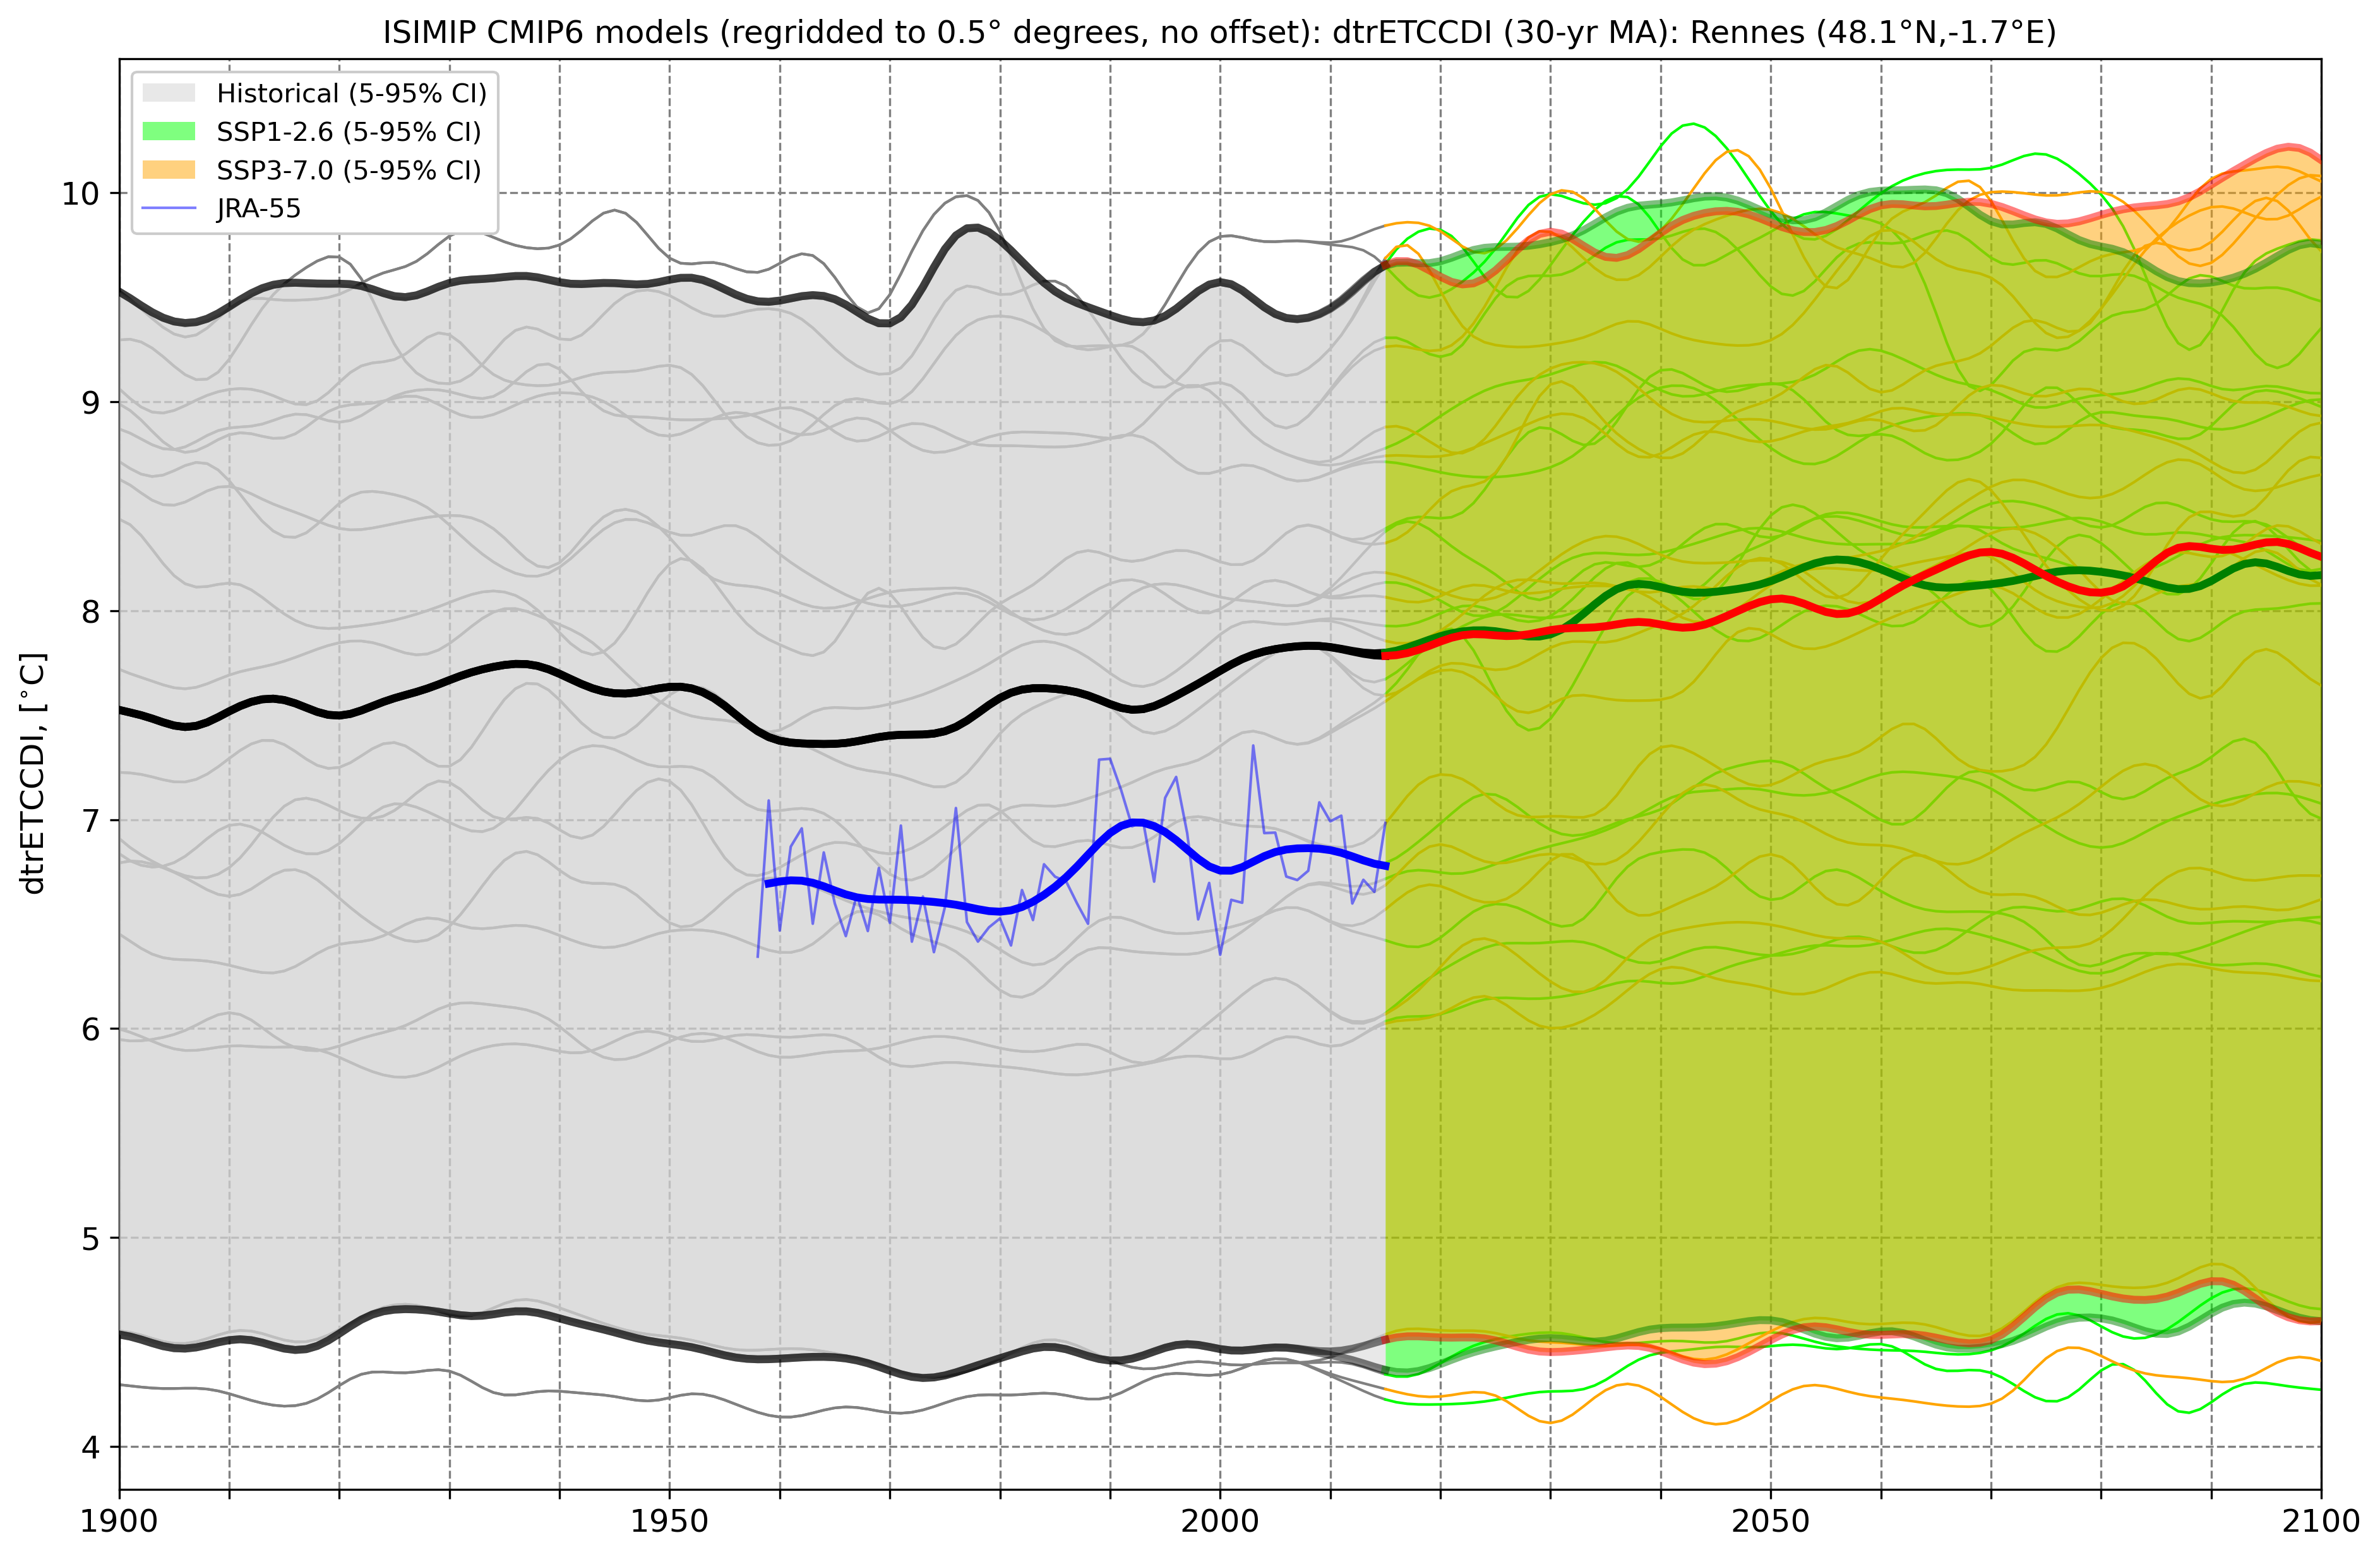 ISIMIP CMIP6 models (regridded to 0.5° degrees, no offset): dtrETCCDI (30-yr MA): Rennes (48.1°N,-1.7°E)
Historical (5-95% CI)
SSP1-2.6 (5-95% CI)
SSP3-7.0 (5-95% CI)
JRA-55
dtrETCCDI, [°C]
10
9
8
7
6
5
4
1900
1950
2000
2050
2100